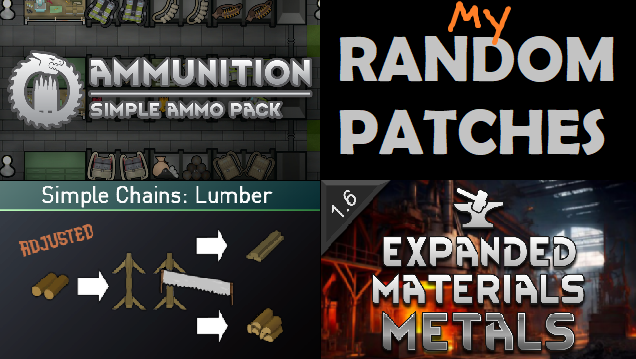 AMMUNITION
SIMPLE AMMO PACK
MY
RANDOM
PATCHES
Simple Chains: Lumber
ADJUSTED
1.6
EXPANDED
MATERIALS
METALS